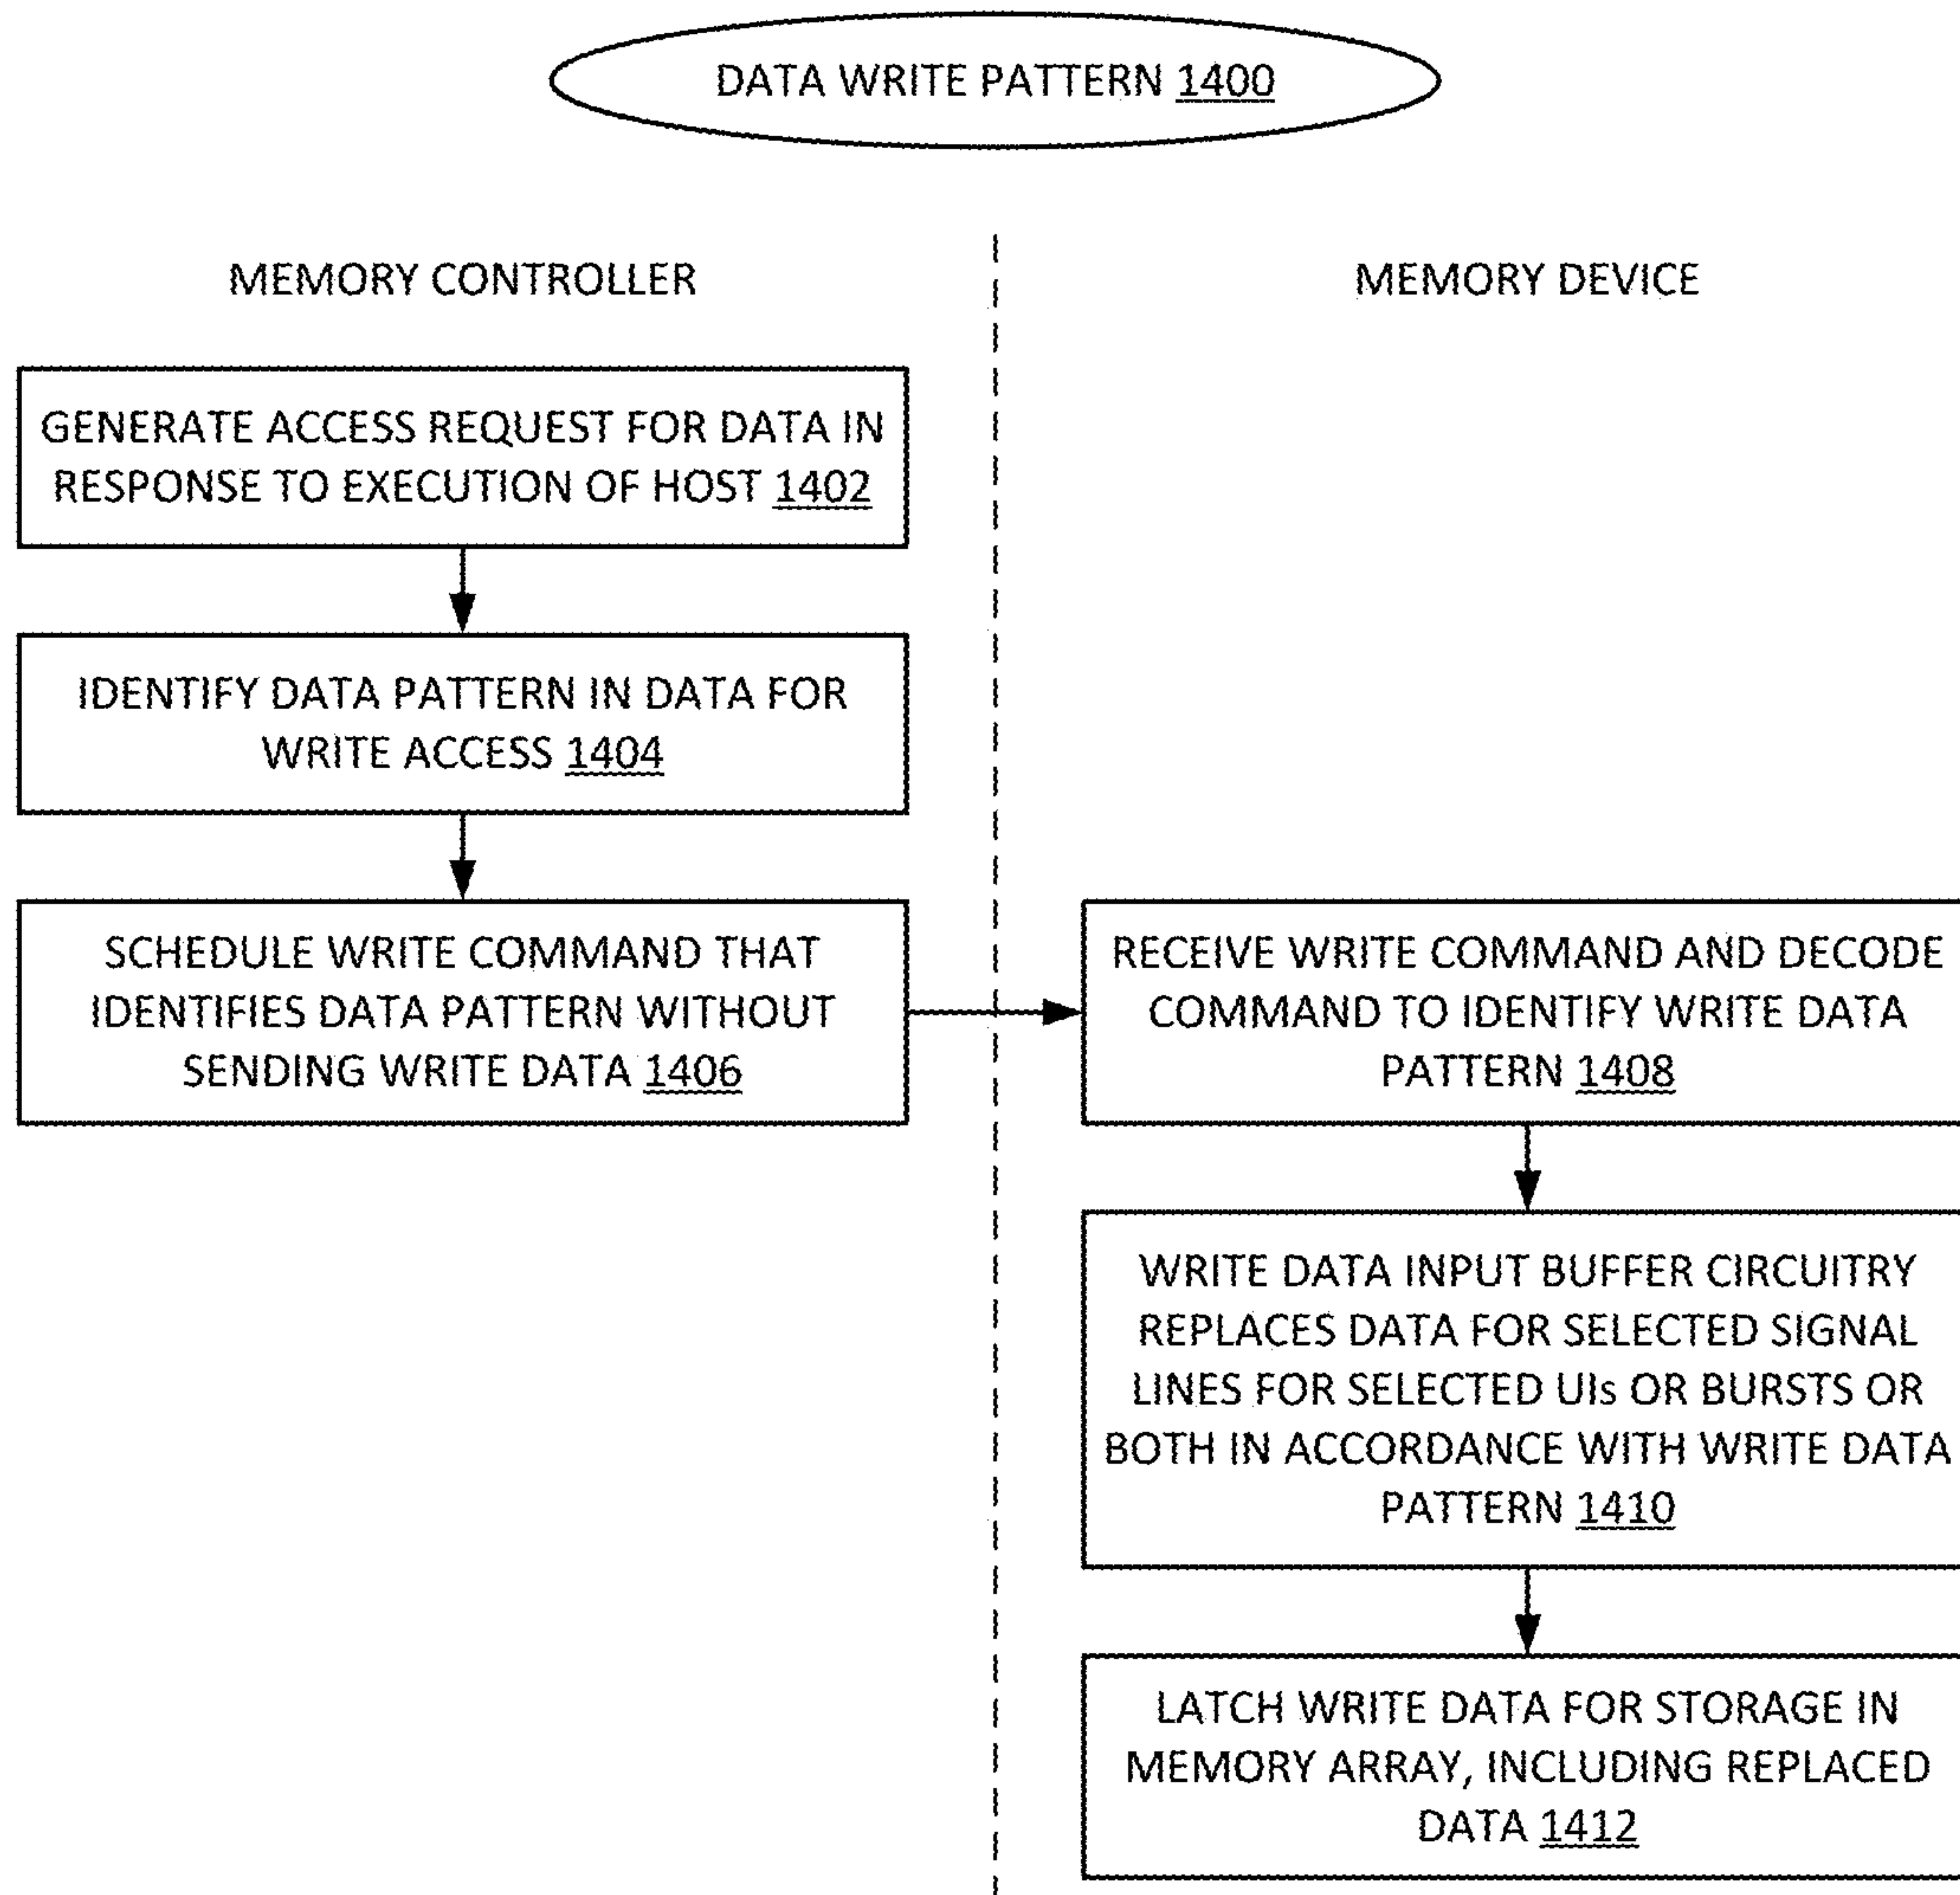 DATA WRITE PATTERN 1400
MEMORY CONTROLLER
MEMORY DEVICE
GENERATE ACCESS REQUEST FOR DATA IN
RESPONSE TO EXECUTION OF HOST 1402
IDENTIFY DATA PATTERN IN DATA FOR
WRITE ACCESS 1404
SCHEDULE WRITE COMMAND THAT
IDENTIFIES DATA PATTERN WITHOUT
SENDING WRITE DATA 1406
RECEIVE WRITE COMMAND AND DECODE
COMMAND TO IDENTIFY WRITE DATA
PATTERN 1408
WRITE DATA INPUT BUFFER CIRCUITRY
REPLACES DATA FOR SELECTED SIGNAL
LINES FOR SELECTED UIs OR BURSTS OR
BOTH IN ACCORDANCE WITH WRITE DATA
PATTERN 1410
LATCH WRITE DATA FOR STORAGE IN
MEMORY ARRAY, INCLUDING REPLACED
DATA 1412